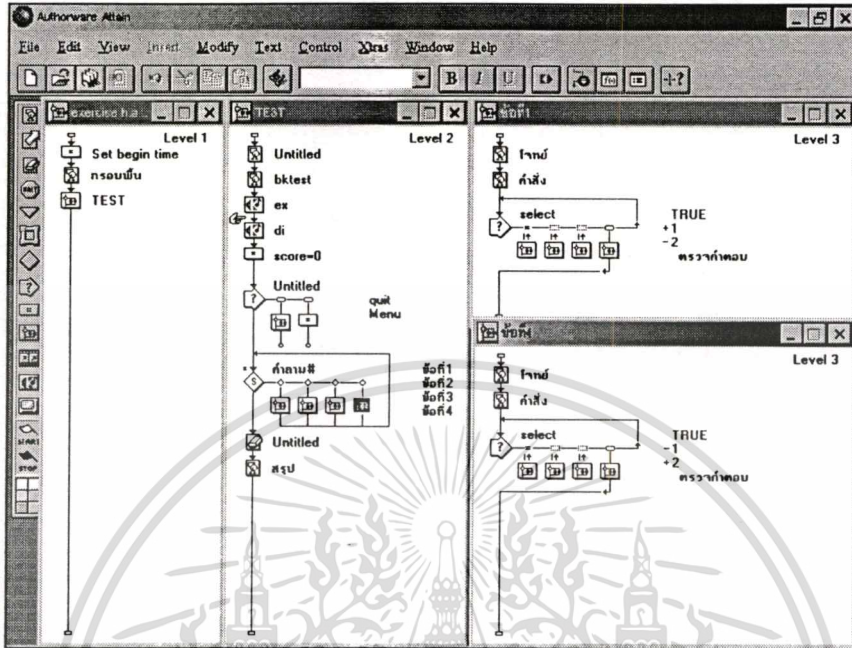 Authorware Attain
File Edit View Insert Modify Text Control Xtras Window Help
B I U
exercise h.a...
Level 1
Set begin time
กรอบพื้น
TEST
WAIT
START
STOP
TEST
Level 2
Untitled
bktest
ex
di
score=0
Untitled
quit
Menu
คำถาม#
ข้อที่1
ข้อที่2
ข้อที่3
ข้อที่4
Untitled
สรุป
ข้อที่1
Level 3
โจทย์
คำสั่ง
select
TRUE
+1
-2
ตรวจคำตอบ
ข้อที่4
Level 3
โจทย์
คำสั่ง
select
TRUE
-1
+2
ตรวจคำตอบ